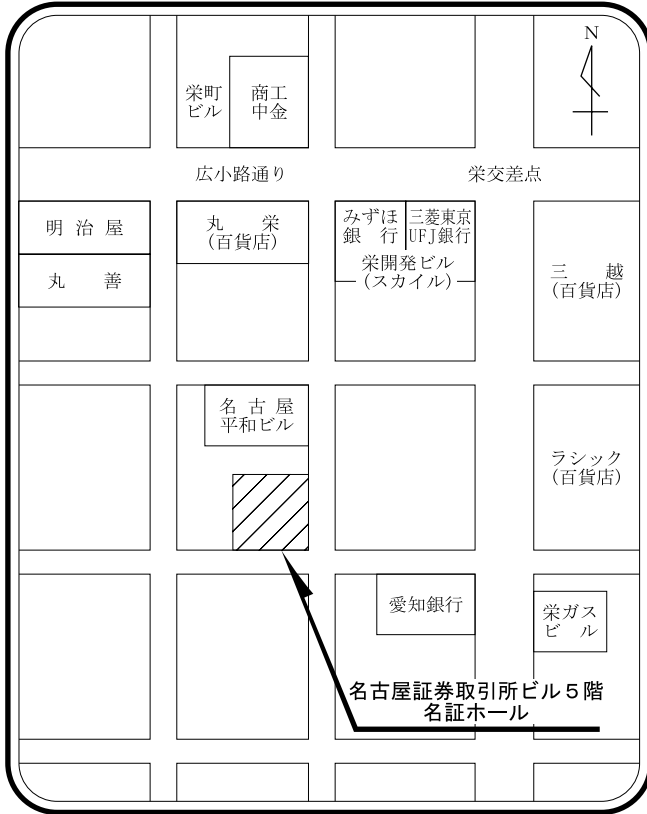 N
栄町
ビル
商工
中金
広小路通り
栄交差点
明治屋
丸善
丸栄
(百貨店)
みずほ
銀行
三菱東京
UFJ銀行
栄開発ビル
(スカイル)
三越
(百貨店)
名古屋
平和ビル
ラシック
(百貨店)
愛知銀行
栄ガス
ビル
名古屋証券取引所ビル5階
名証ホール